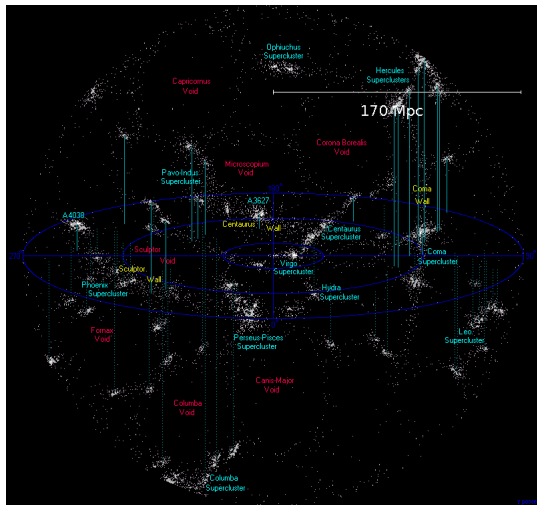 Ophiuchus
Supercluster
Hercules
Superclusters
Capricornus
Void
170 Mpc
Corona Borealis
Void
Microscopium
Void
Pavo-Indus
Supercluster
Coma
Wall
A3627
A4038
Centaurus
Wall
Centaurus
Supercluster
Sculptor
Void
Coma
Supercluster
Virgo
Supercluster
Sculptor
Wall
Phoenix
Supercluster
Hydra
Supercluster
Fornax
Void
Perseus-Pisces
Supercluster
Leo
Supercluster
Canis-Major
Void
Columba
Void
Columba
Supercluster